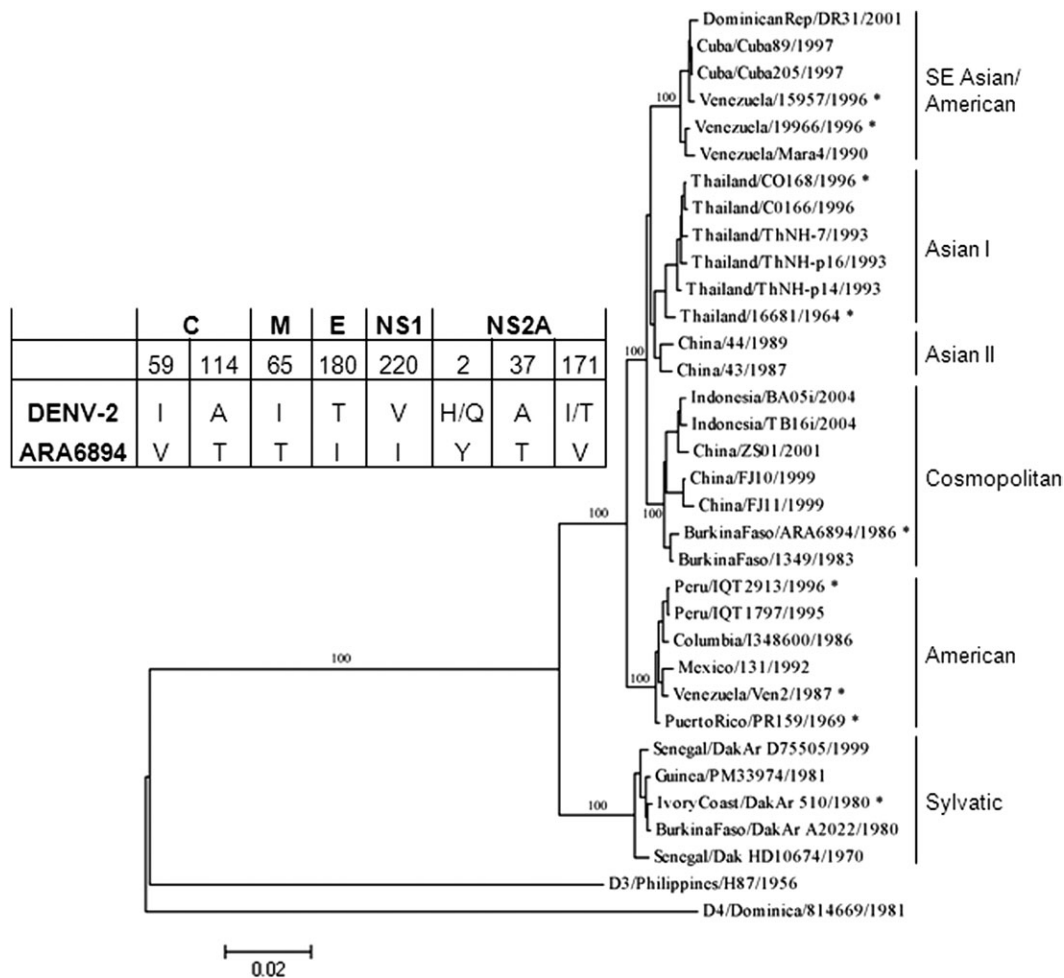 C M E NS1 NS2A
59 114 65 180 220 2 37 171
DENV-2 I A I T V H/Q A I/T
ARA6894 V T T I I Y T V
DominicanRep/DR31/2001
Cuba/Cuba89/1997
Cuba/Cuba205/1997
Venezuela/15957/1996 *
Venezuela/19966/1996 *
Venezuela/Mara4/1990
SE Asian/
American
Thailand/CO168/1996 *
Thailand/C0166/1996
Thailand/ThNH-7/1993
Thailand/ThNH-p16/1993
Thailand/ThNH-p14/1993
Thailand/16681/1964 *
Asian I
China/44/1989
China/43/1987
Asian II
Indonesia/BA05i/2004
Indonesia/TB16i/2004
China/ZS01/2001
China/FJ10/1999
China/FJ11/1999
BurkinaFaso/ARA6894/1986 *
BurkinaFaso/1349/1983
Cosmopolitan
Peru/IQT2913/1996 *
Peru/IQT1797/1995
Columbia/I348600/1986
Mexico/131/1992
Venezuela/Ven2/1987 *
PuertoRico/PR159/1969 *
American
Senegal/DakAr D75505/1999
Guinea/PM33974/1981
IvoryCoast/DakAr 510/1980 *
BurkinaFaso/DakAr A2022/1980
Senegal/Dak HD10674/1970
Sylvatic
D3/Philippines/H87/1956
D4/Dominica/814669/1981
100
100
100
100
100
100
100
0.02